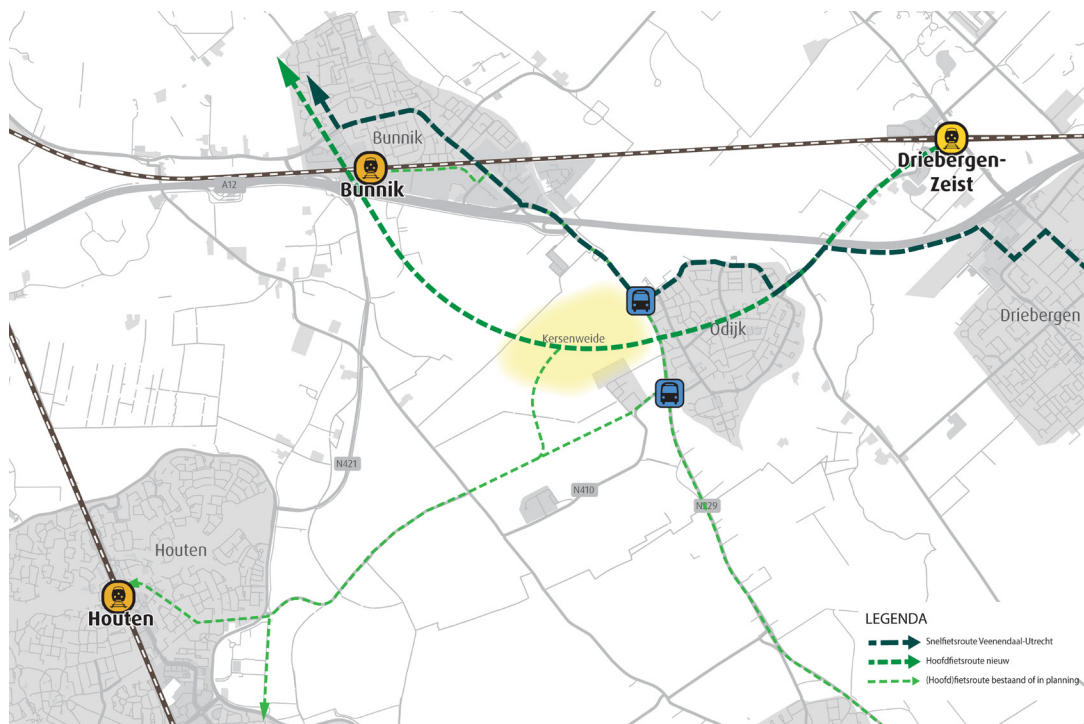 Bunnik
Driebergen-
Zeist
Bunnik
A12
Driebergen
Kersenweide
Odijk
N421
N410
N229
Houten
Houten
LEGENDA
Snelfietsroute Veenendaal-Utrecht
Hoofdfietsroute nieuw
(Hoofd)fietsroute bestaand of in planning